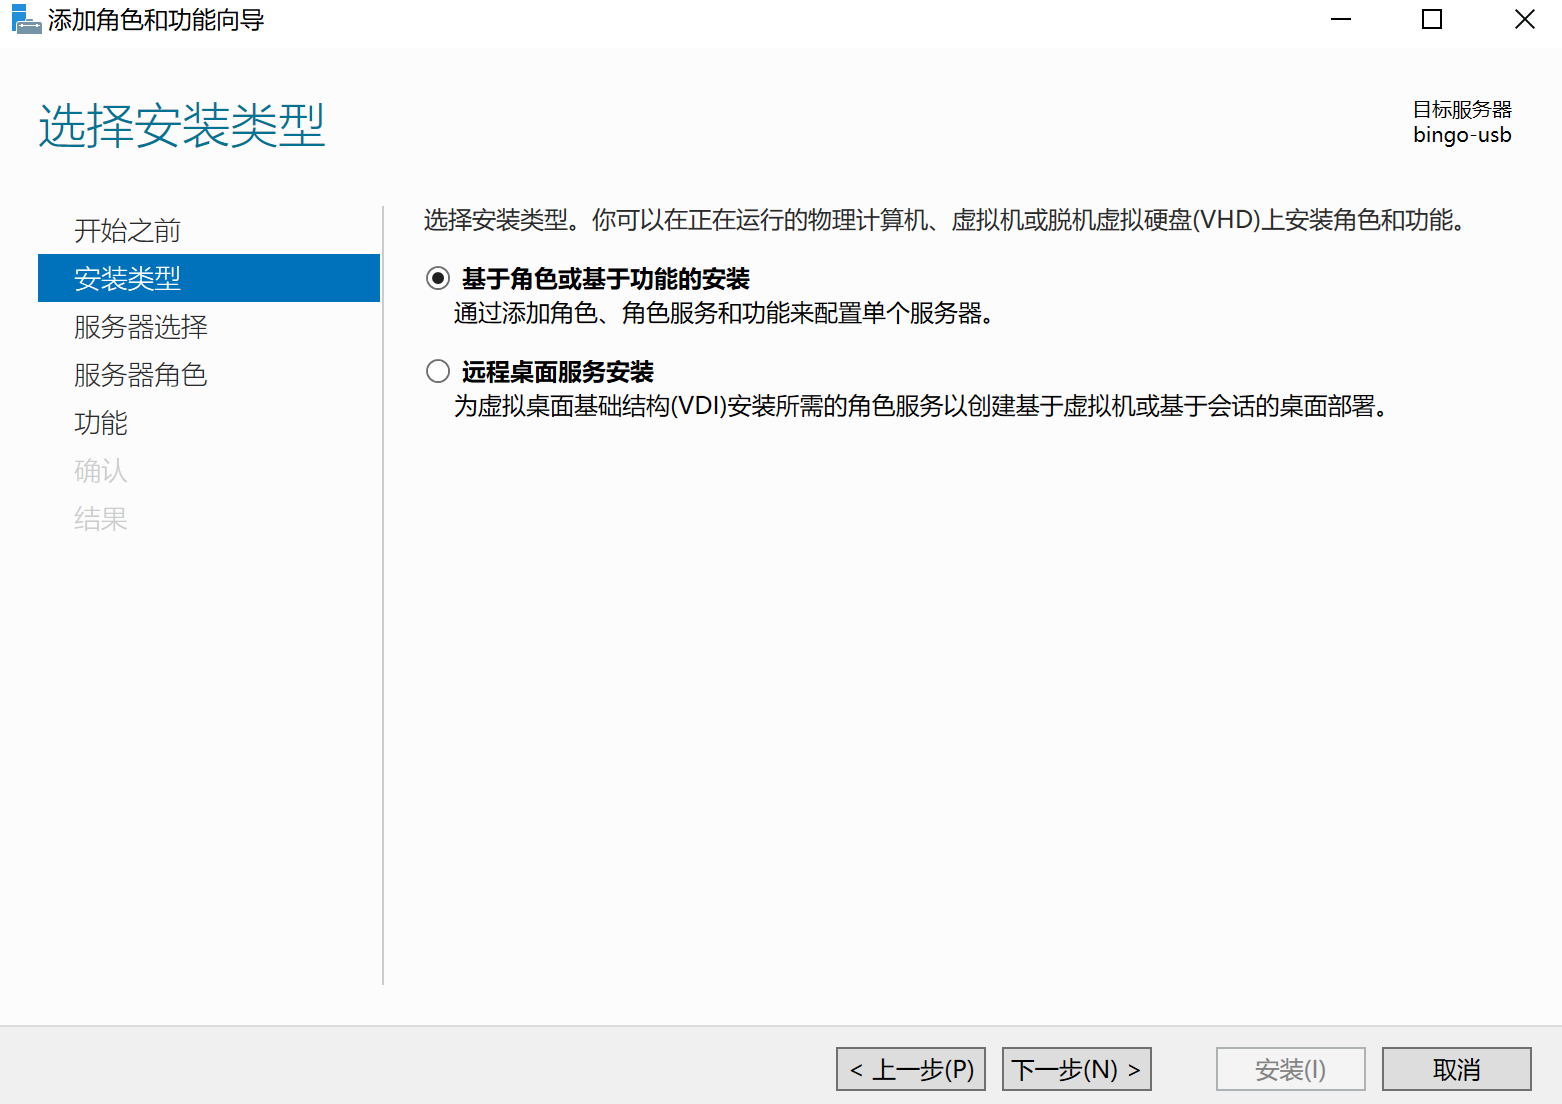 添加角色和功能向导
选择安装类型
目标服务器
bingo-usb
开始之前
安装类型
服务器选择
服务器角色
功能
确认
结果
选择安装类型。你可以在正在运行的物理计算机、虚拟机或脱机虚拟硬盘(VHD)上安装角色和功能。
基于角色或基于功能的安装
通过添加角色、角色服务和功能来配置单个服务器。
远程桌面服务安装
为虚拟桌面基础结构(VDI)安装所需的角色服务以创建基于虚拟机或基于会话的桌面部署。
< 上一步(P)
下一步(N) >
安装(I)
取消